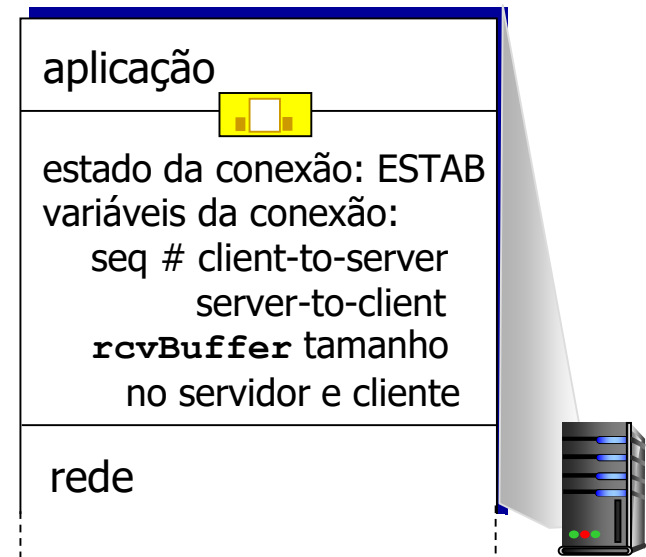 aplicação
estado da conexão: ESTAB
variáveis da conexão:
seq # client-to-server
server-to-client
rcvBuffer tamanho
no servidor e cliente
rede